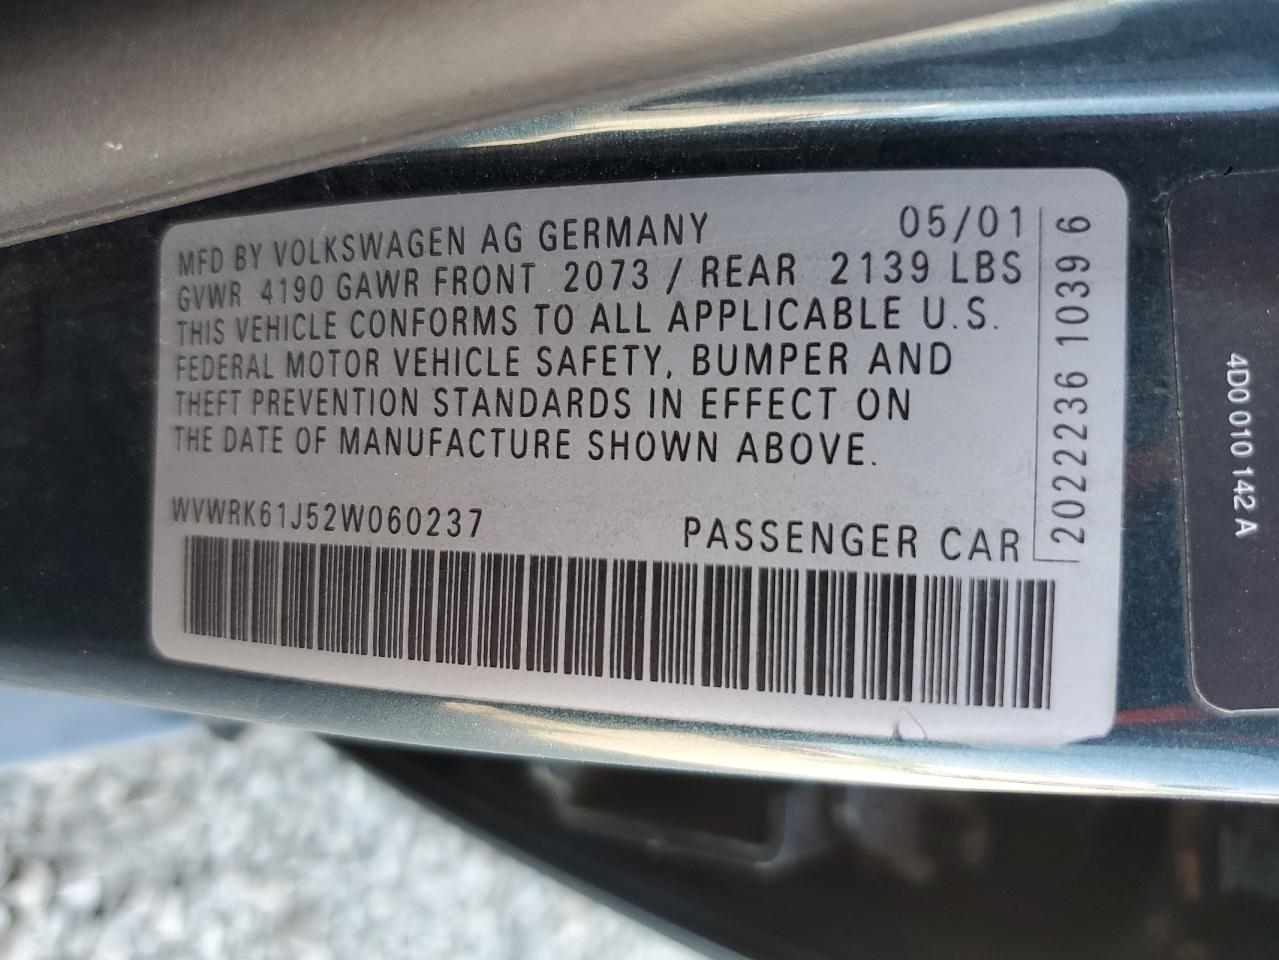 MFD BY VOLKSWAGEN AG GERMANY 05/01
GVWR 4190 GAWR FRONT 2073 / REAR 2139 LBS
THIS VEHICLE CONFORMS TO ALL APPLICABLE U.S.
FEDERAL MOTOR VEHICLE SAFETY, BUMPER AND
THEFT PREVENTION STANDARDS IN EFFECT ON
THE DATE OF MANUFACTURE SHOWN ABOVE.
WVWRK61J52W060237 PASSENGER CAR
20222236 1039 6
4D0 010 142 A